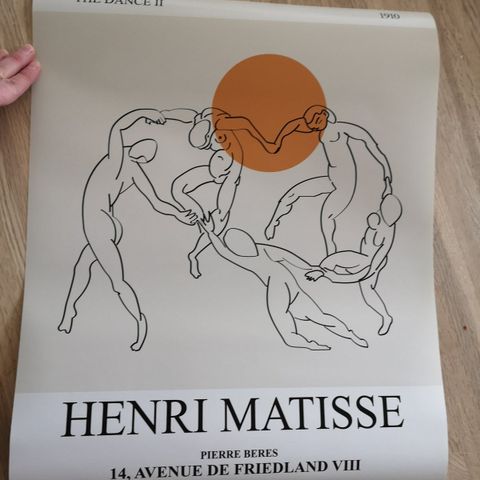 THE DANCE II
1910
HENRI MATISSE
PIERRE BERES
14, AVENUE DE FRIEDLAND VIII